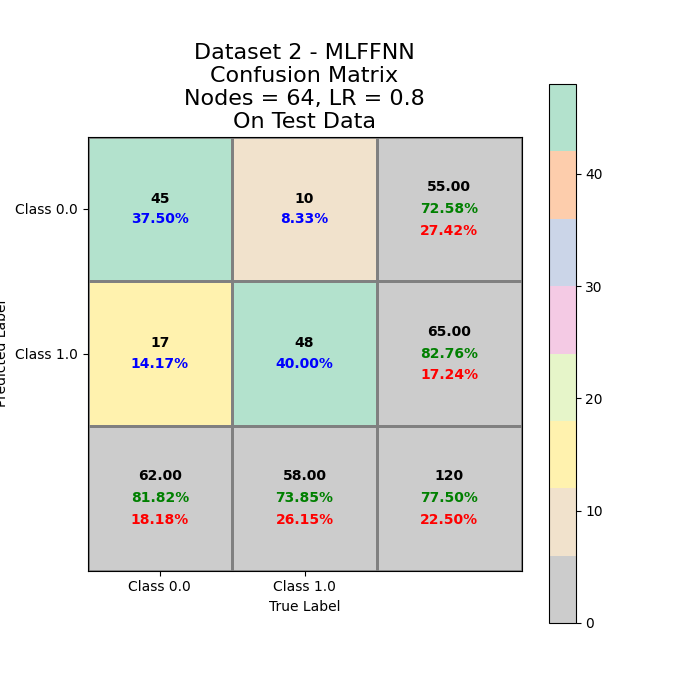 Dataset 2 - MLFFNN
Confusion Matrix
Nodes = 64, LR = 0.8
On Test Data
Class 0.0
45
37.50%
10
8.33%
55.00
72.58%
27.42%
Class 1.0
17
14.17%
48
40.00%
65.00
82.76%
17.24%
62.00
81.82%
18.18%
58.00
73.85%
26.15%
120
77.50%
22.50%
Class 0.0
Class 1.0
True Label
Label
40
30
20
10
0